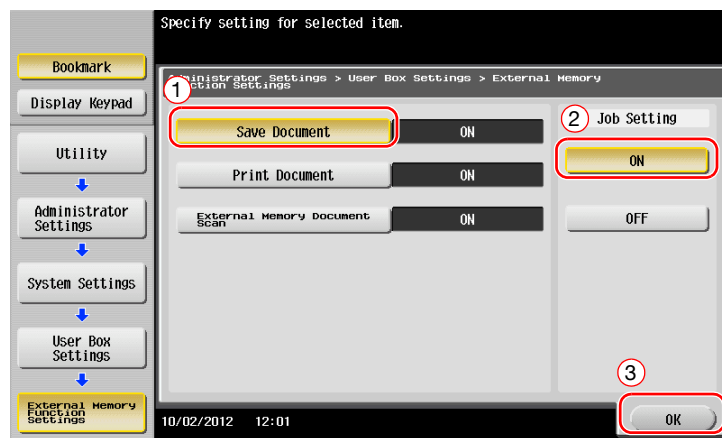 Specify setting for selected item.
Bookmark
Display Keypad
Utility
Administrator
Settings
System Settings
User Box
Settings
External Memory
Function
Settings
Administrator Settings > User Box Settings > External Memory
Function Settings
1
Save Document
ON
Print Document
ON
External Memory Document
Scan
ON
2 Job Setting
ON
OFF
3
10/02/2012 12:01
OK